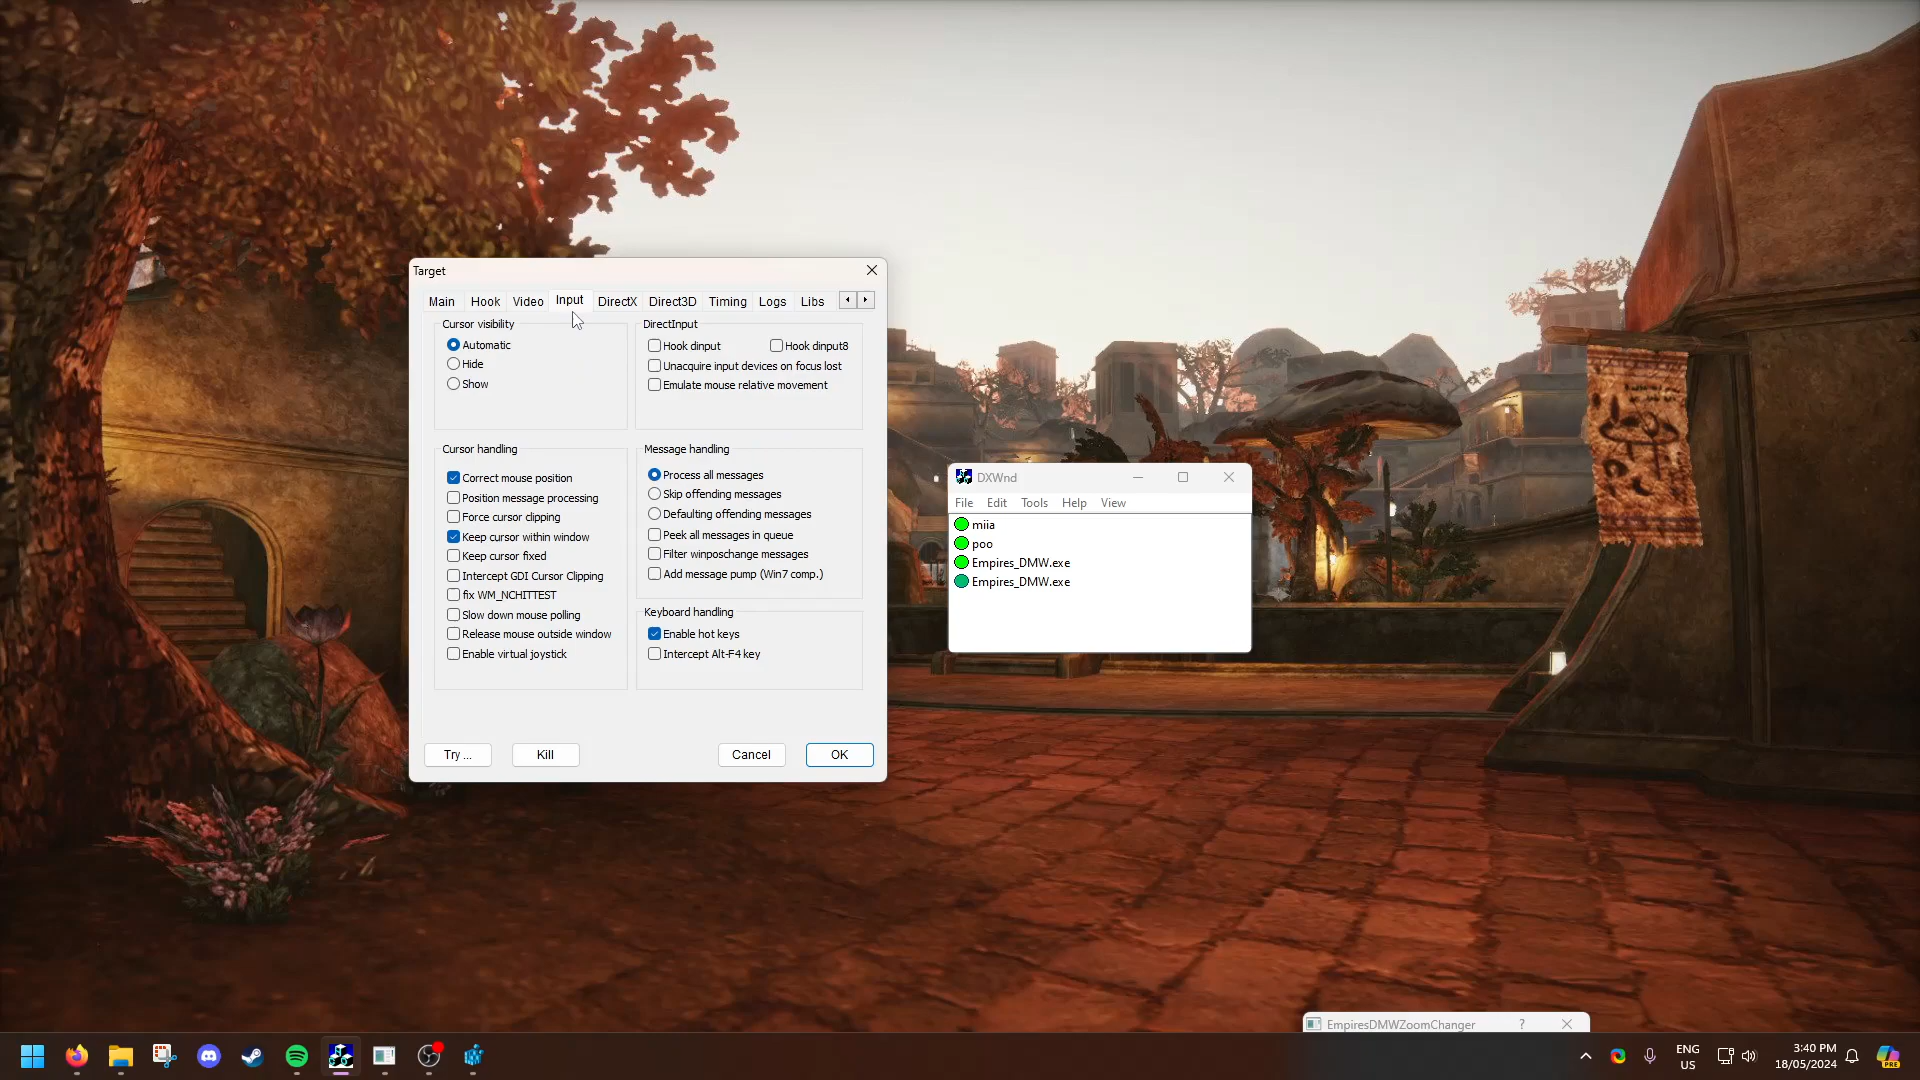 Target
Main Hook Video Input DirectX Direct3D Timing Logs Libs
Cursor visibility
Automatic
Hide
Show
DirectInput
Hook dinput Hook dinput8
Unacquire input devices on focus lost
Emulate mouse relative movement
Cursor handling
Correct mouse position
Position message processing
Force cursor clipping
Keep cursor within window
Keep cursor fixed
Intercept GDI Cursor Clipping
fix WM_NCHITTEST
Slow down mouse polling
Release mouse outside window
Enable virtual joystick
Message handling
Process all messages
Skip offending messages
Defaulting offending messages
Peek all messages in queue
Filter winposchange messages
Add message pump (Win7 comp.)
Keyboard handling
Enable hot keys
Intercept Alt-F4 key
Try ... Kill Cancel OK
DXWnd
File Edit Tools Help View
miia
poo
Empires_DMW.exe
Empires_DMW.exe
EmpiresDMWZoomChanger ?
ENG
US
3:40 PM
18/05/2024
PRE